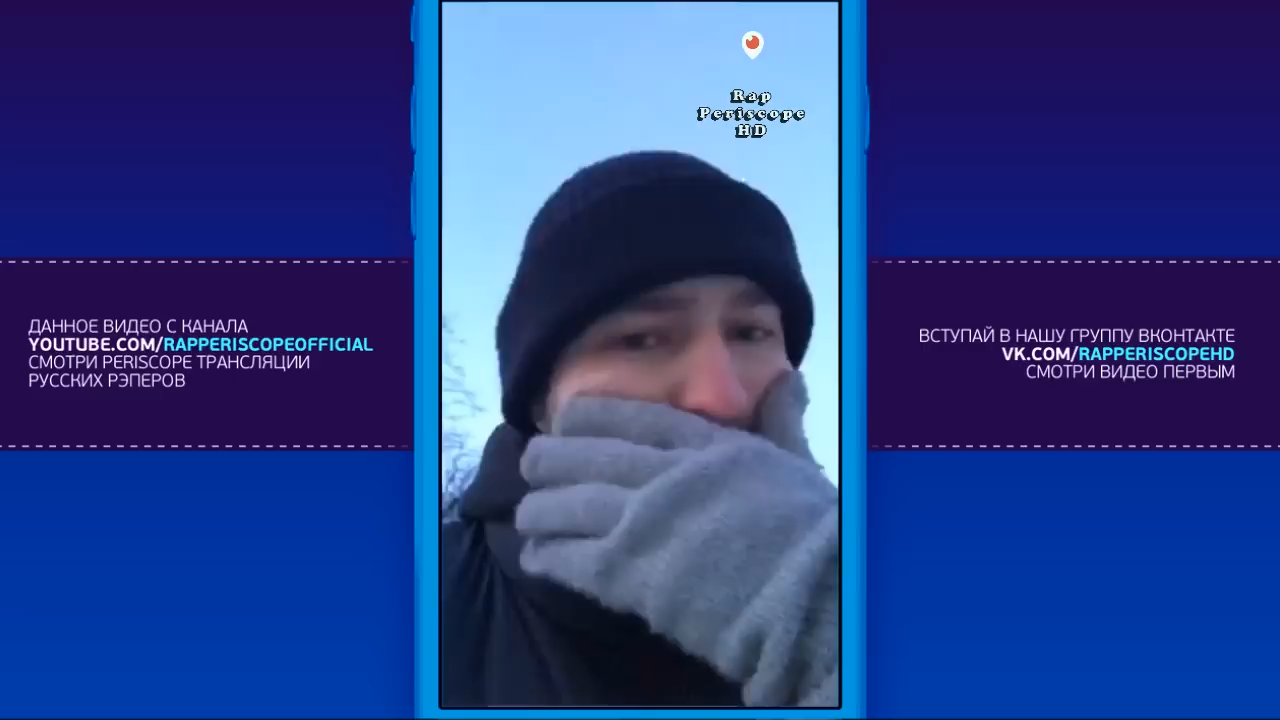 Rap
Periscope
HD
ДАННОЕ ВИДЕО С КАНАЛА
YOUTUBE.COM/RAPPERISCOPEOFFICIAL
СМОТРИ PERISCOPE ТРАНСЛЯЦИИ
РУССКИХ РЭПЕРОВ
ВСТУПАЙ В НАШУ ГРУППУ ВКОНТАКТЕ
VK.COM/RAPPERISCOPEHD
СМОТРИ ВИДЕО ПЕРВЫМ